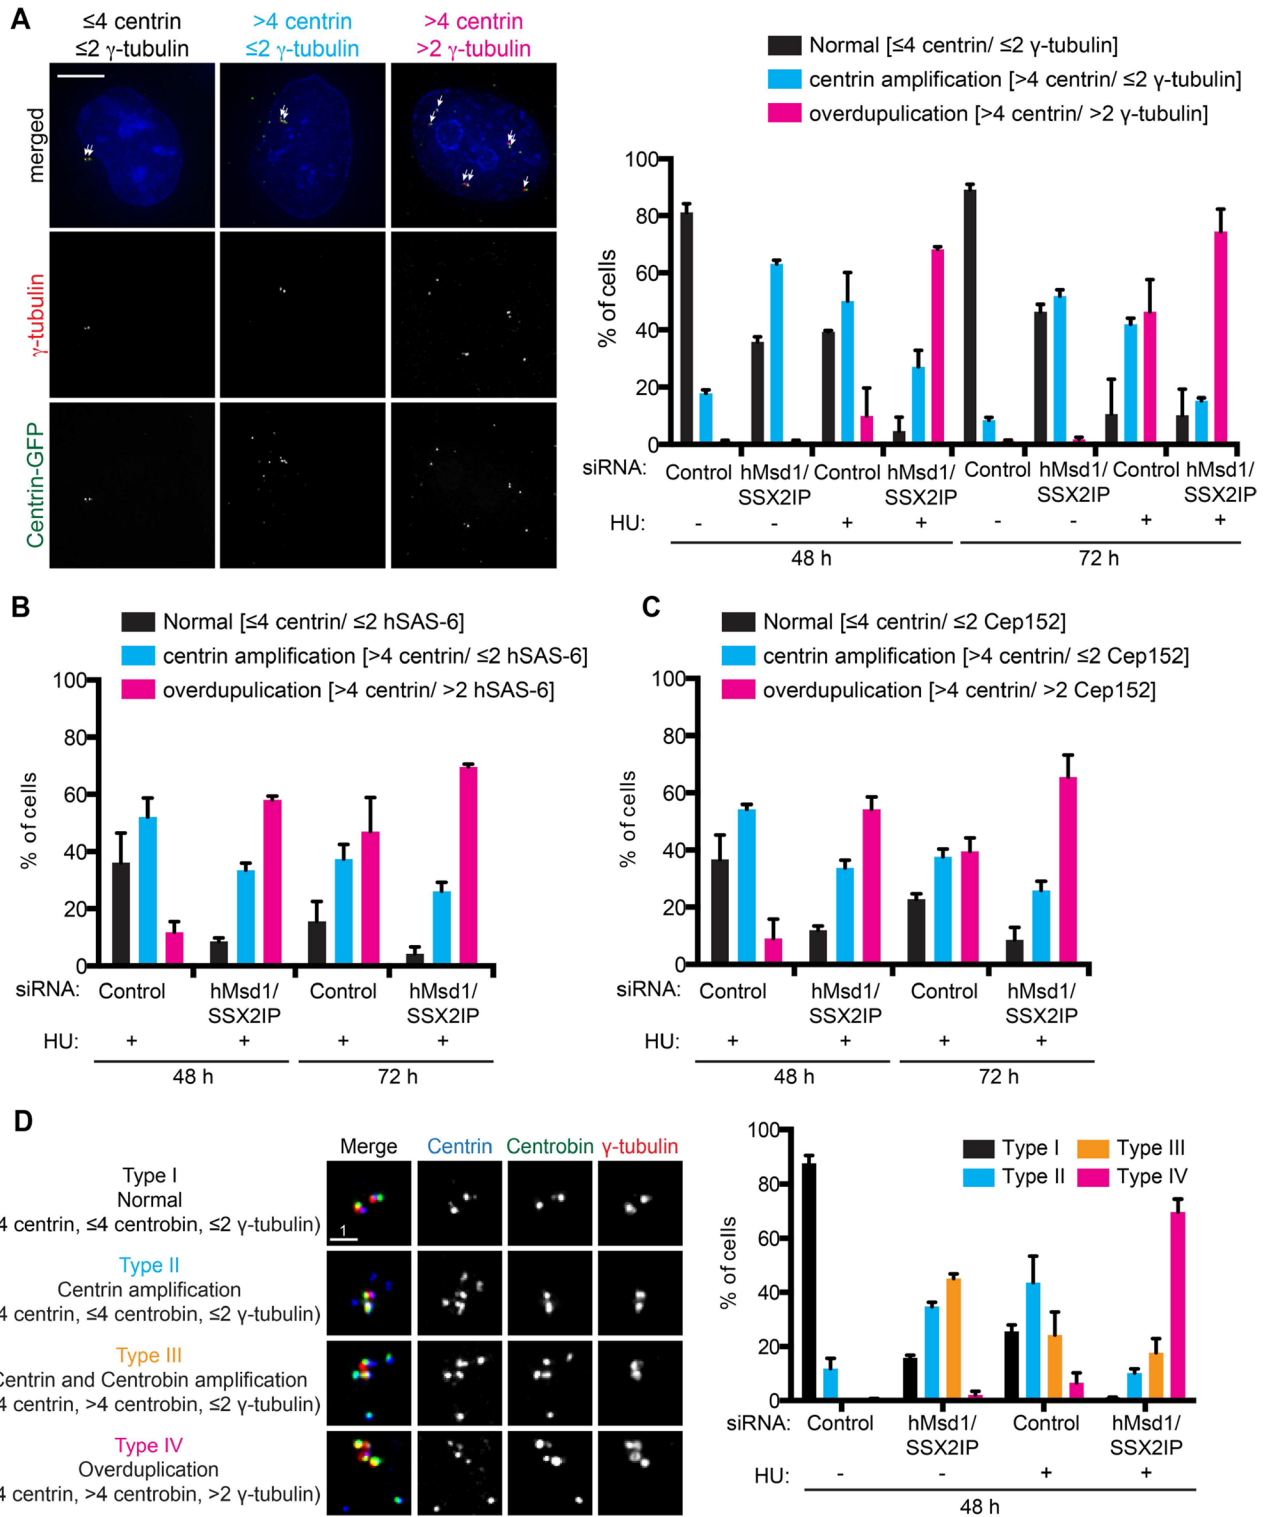 A
≤4 centrin
≤2 γ-tubulin
>4 centrin
≤2 γ-tubulin
>4 centrin
>2 γ-tubulin
merged
γ-tubulin
Centrin-GFP
Normal [≤4 centrin/ ≤2 γ-tubulin]
centrin amplification [>4 centrin/ ≤2 γ-tubulin]
overdupulication [>4 centrin/ >2 γ-tubulin]
% of cells
100
80
60
40
20
0
siRNA: Control hMsd1/ Control hMsd1/ Control hMsd1/ Control hMsd1/
SSX2IP SSX2IP SSX2IP SSX2IP
HU: - - + + - - + +
48 h 72 h
B
Normal [≤4 centrin/ ≤2 hSAS-6]
centrin amplification [>4 centrin/ ≤2 hSAS-6]
overdupulication [>4 centrin/ >2 hSAS-6]
% of cells
100
80
60
40
20
0
siRNA: Control hMsd1/ Control hMsd1/
SSX2IP SSX2IP
HU: + + + +
48 h 72 h
C
Normal [≤4 centrin/ ≤2 Cep152]
centrin amplification [>4 centrin/ ≤2 Cep152]
overdupulication [>4 centrin/ >2 Cep152]
% of cells
100
80
60
40
20
0
siRNA: Control hMsd1/ Control hMsd1/
SSX2IP SSX2IP
HU: + + + +
48 h 72 h
D
Merge Centrin Centrobin γ-tubulin
Type I
Normal
4 centrin, ≤4 centrobin, ≤2 γ-tubulin)
1
Type II
Centrin amplification
4 centrin, ≤4 centrobin, ≤2 γ-tubulin)
Type III
Centrin and Centrobin amplification
4 centrin, >4 centrobin, ≤2 γ-tubulin)
Type IV
Overduplication
4 centrin, >4 centrobin, >2 γ-tubulin)
Type I Type III
Type II Type IV
% of cells
100
80
60
40
20
0
siRNA: Control hMsd1/ Control hMsd1/
SSX2IP SSX2IP
HU: - - + +
48 h